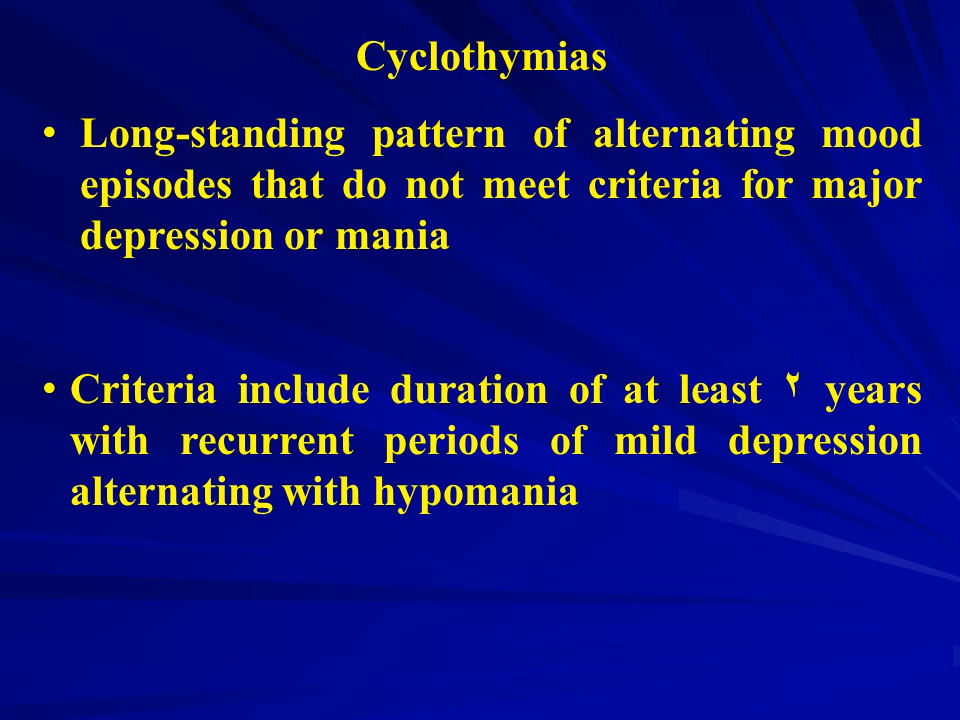 Cyclothymias
• Long-standing pattern of alternating mood
episodes that do not meet criteria for major
depression or mania
• Criteria include duration of at least ٢ years
with recurrent periods of mild depression
alternating with hypomania